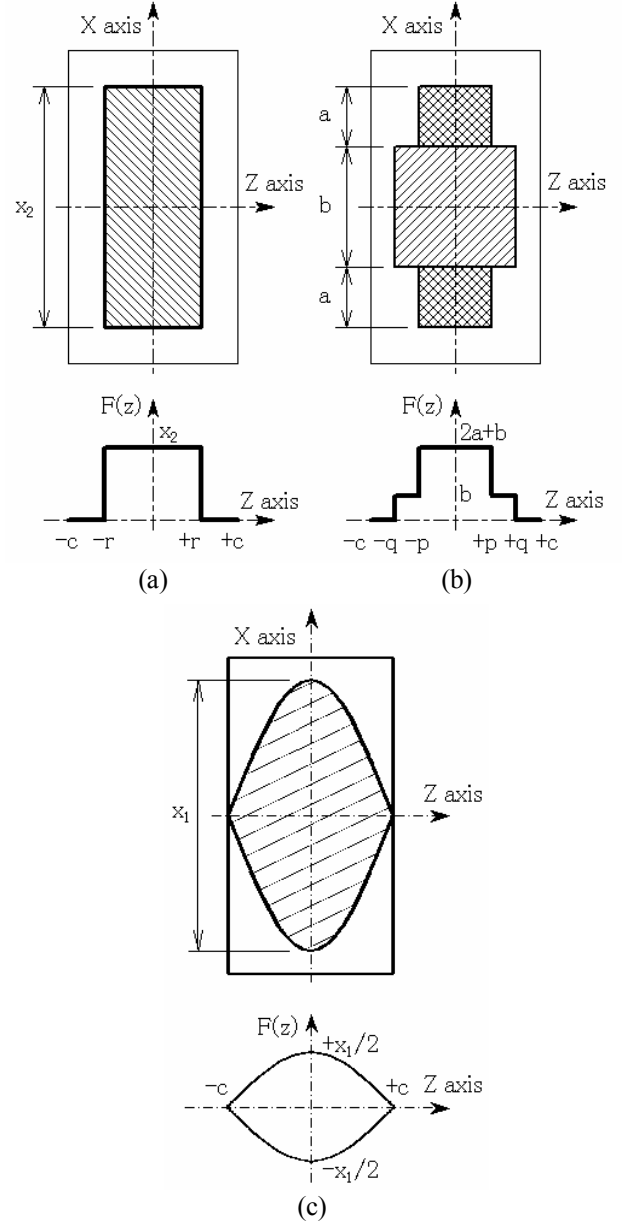 X axis
X axis
a
Z axis
Z axis
x₂
b
a
F(z)
F(z)
x₂
2a+b
b
Z axis
Z axis
−c −r +r +c
−c −q −p +p +q +c
(a)
(b)
X axis
Z axis
x₁
F(z)
+x₁/2
−c
+c
Z axis
−x₁/2
(c)